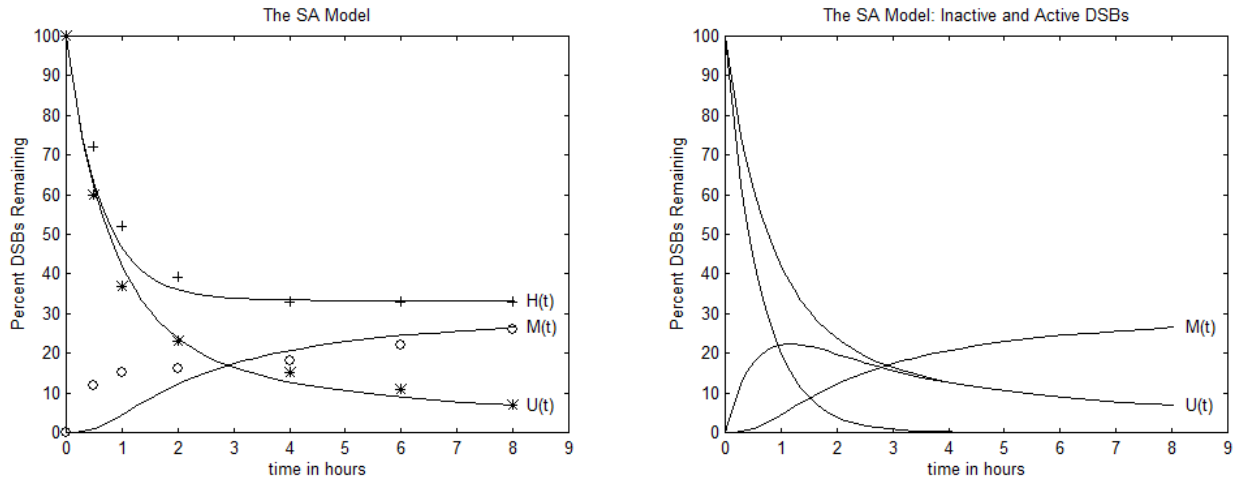 The SA Model
100
90
80
70
60
50
40
30
20
10
0
Percent DSBs Remaining
H(t)
M(t)
U(t)
0 1 2 3 4 5 6 7 8 9
time in hours
The SA Model: Inactive and Active DSBs
100
90
80
70
60
50
40
30
20
10
0
Percent DSBs Remaining
M(t)
U(t)
0 1 2 3 4 5 6 7 8 9
time in hours